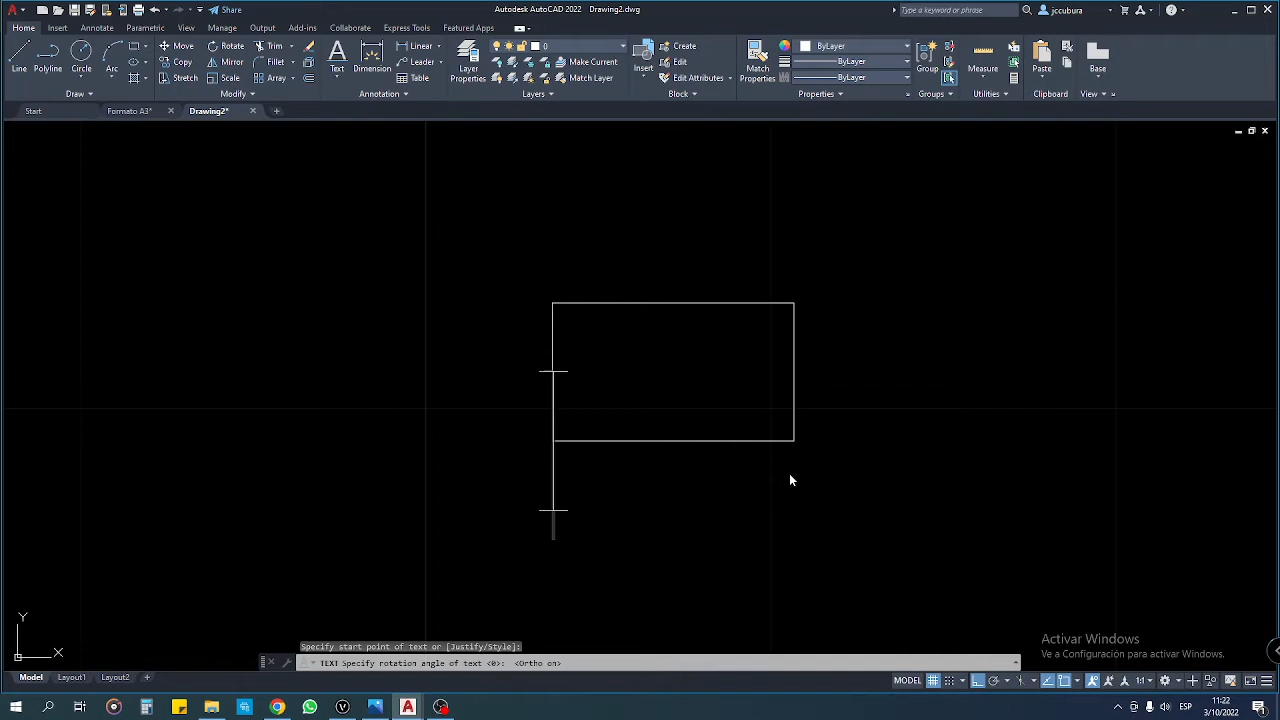 Share
Autodesk AutoCAD 2022 Drawing2.dwg
Type a keyword or phrase
jccubura
Home Insert Annotate Parametric View Manage Output Collaborate Express Tools Featured Apps
Line Polyline Circle Arc
Move Rotate Trim
Copy Mirror Fillet
Stretch Scale Array
Text Dimension
Linear
Leader
Table
Layer Properties
0
Make Current
Match Layer
Insert
Create
Edit
Edit Attributes
Match Properties
ByLayer
ByLayer
ByLayer
Group
Measure
Paste
Base
Draw Modify Annotation Layers Block Properties Groups Utilities Clipboard View
Start Formato A3* Drawing2* +
Y
X
Specify start point of text or [Justify/Style]:
TEXT Specify rotation angle of text <0>: <Ortho on>
Activar Windows
Ve a Configuración para activar Windows.
Model Layout1 Layout2 +
MODEL
1:1
ESP
11:22
3/10/2022